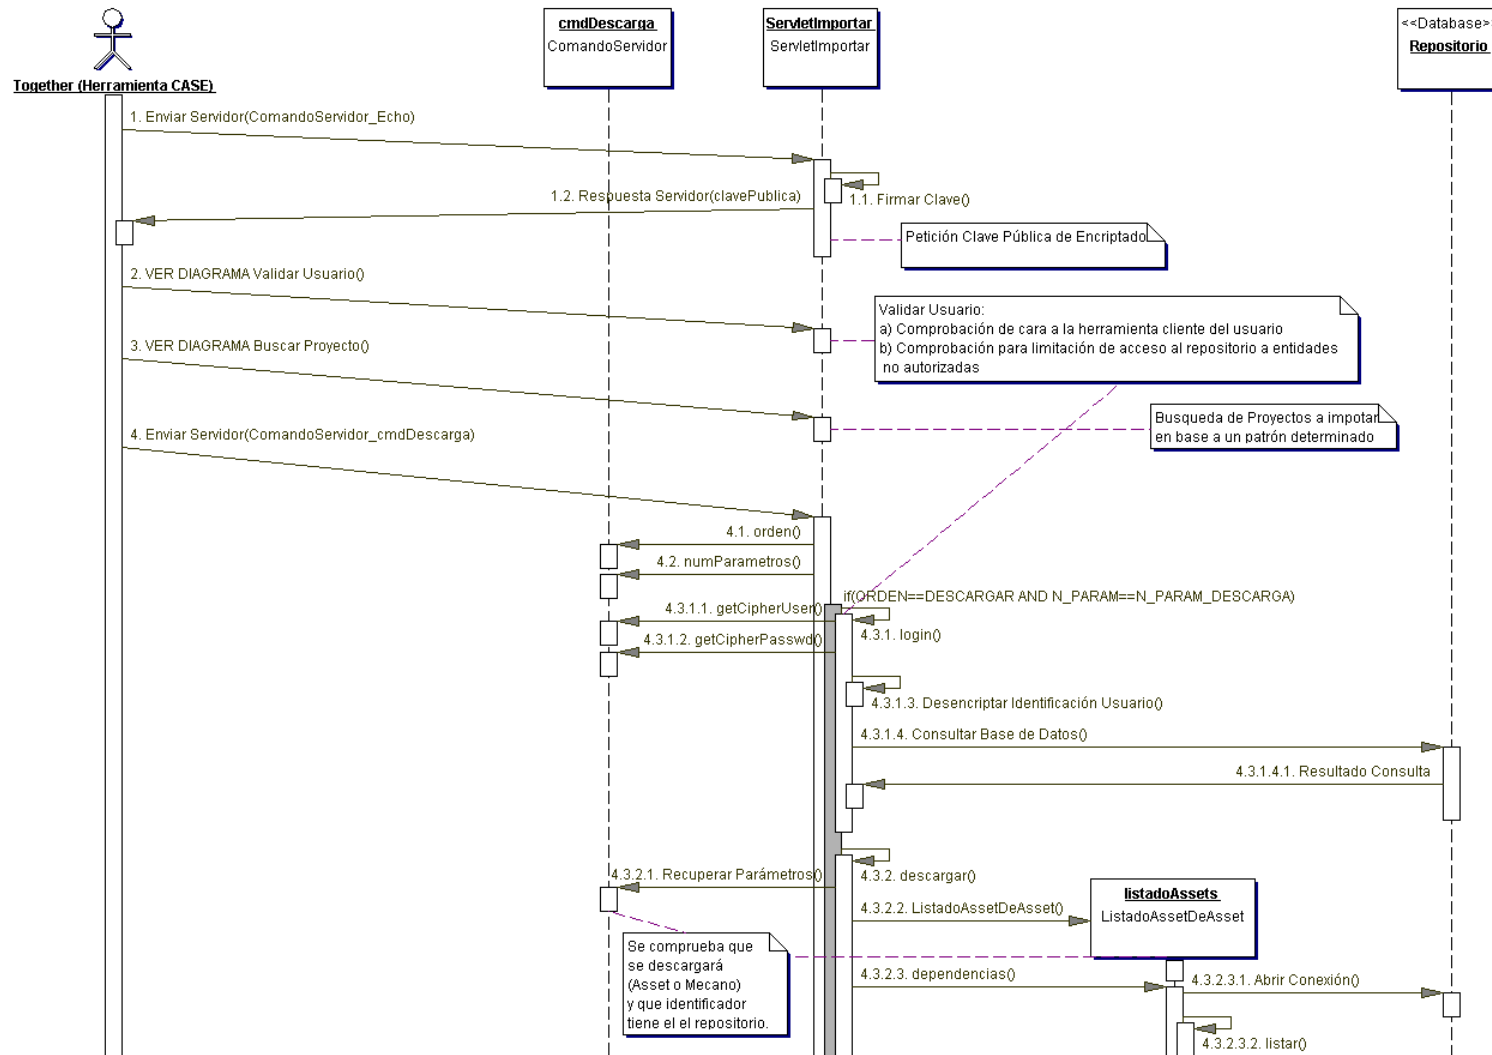 cmdDescarga
ComandoServidor
ServletImportar
ServletImportar
<<Database>
Repositorio
Together (Herramienta CASE)
1. Enviar Servidor(ComandoServidor_Echo)
1.1. Firmar Clave()
1.2. Respuesta Servidor(clavePublica)
Petición Clave Pública de Encriptado
2. VER DIAGRAMA Validar Usuario()
Validar Usuario:
a) Comprobación de cara a la herramienta cliente del usuario
b) Comprobación para limitación de acceso al repositorio a entidades
no autorizadas
3. VER DIAGRAMA Buscar Proyecto()
Busqueda de Proyectos a impotar
en base a un patrón determinado
4. Enviar Servidor(ComandoServidor_cmdDescarga)
4.1. orden()
4.2. numParametros()
if(ORDEN==DESCARGAR AND N_PARAM==N_PARAM_DESCARGA)
4.3.1.1. getCipherUser()
4.3.1. login()
4.3.1.2. getCipherPasswd()
4.3.1.3. Desencriptar Identificación Usuario()
4.3.1.4. Consultar Base de Datos()
4.3.1.4.1. Resultado Consulta
4.3.2.1. Recuperar Parámetros()
4.3.2. descargar()
listadoAssets
ListadoAssetDeAsset
4.3.2.2. ListadoAssetDeAsset()
Se comprueba que
se descargará
(Asset o Mecano)
y que identificador
tiene el el repositorio.
4.3.2.3. dependencias()
4.3.2.3.1. Abrir Conexión()
4.3.2.3.2. listar()